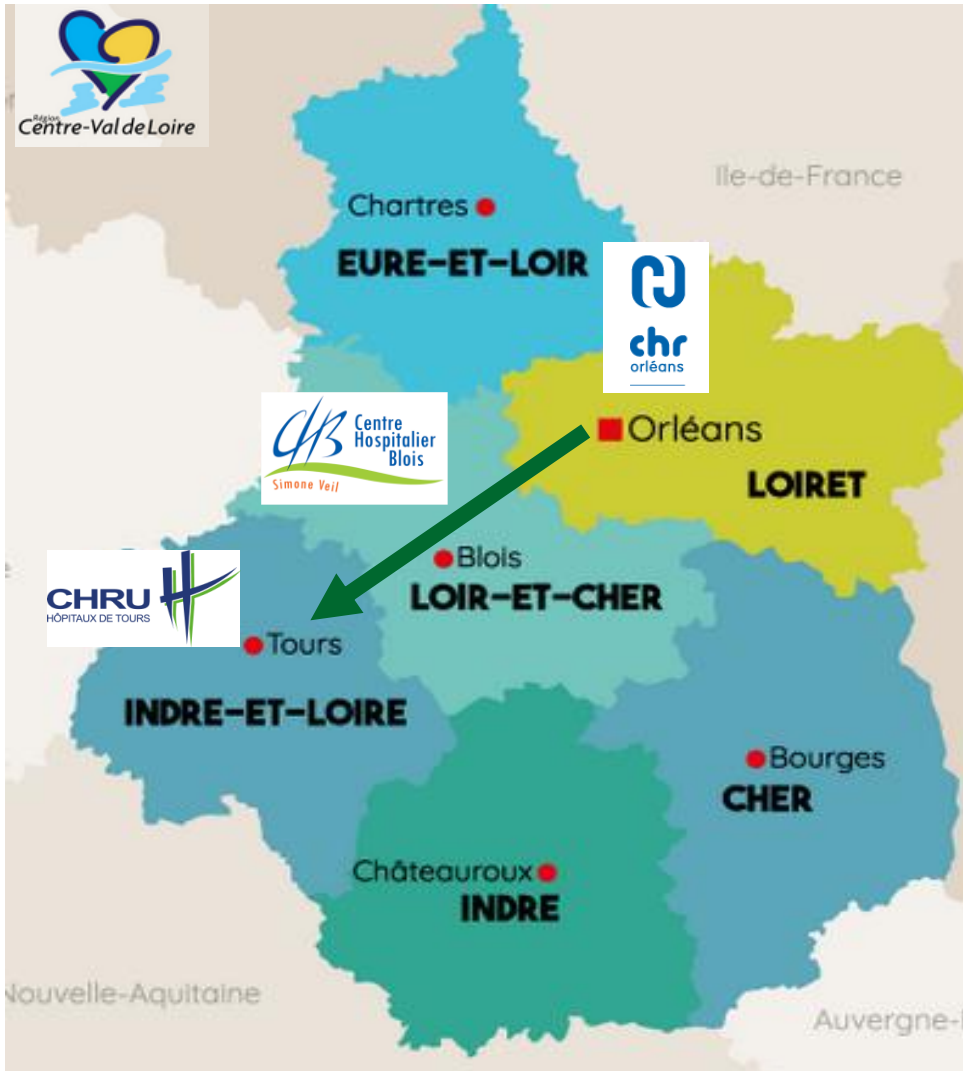 Région
Centre-Val de Loire
Ile-de-France
Chartres
EURE-ET-LOIR
chr
orléans
Centre
Hospitalier
Blois
CHB
Simone Veil
Orléans
LOIRET
Blois
LOIR-ET-CHER
CHRU
HÔPITAUX DE TOURS
Tours
INDRE-ET-LOIRE
Bourges
CHER
Châteauroux
INDRE
Nouvelle-Aquitaine
Auvergne-